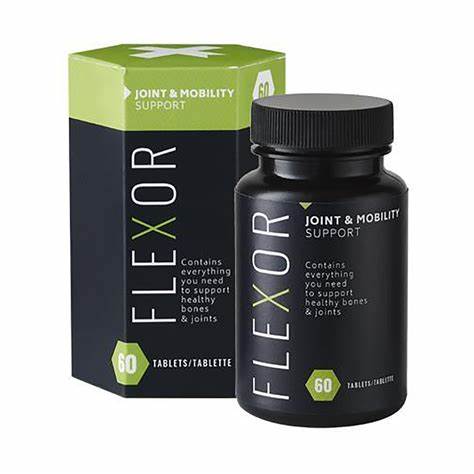 60
JOINT & MOBILITY
SUPPORT
FLEXOR
Contains
everything
you need
to support
healthy
bones
& joints
60
TABLETS/TABLETTE
JOINT & MOBILITY
SUPPORT
FLEXOR
Contains
everything
you need
to support
healthy bones
& joints
60
TABLETS/TABLETTE